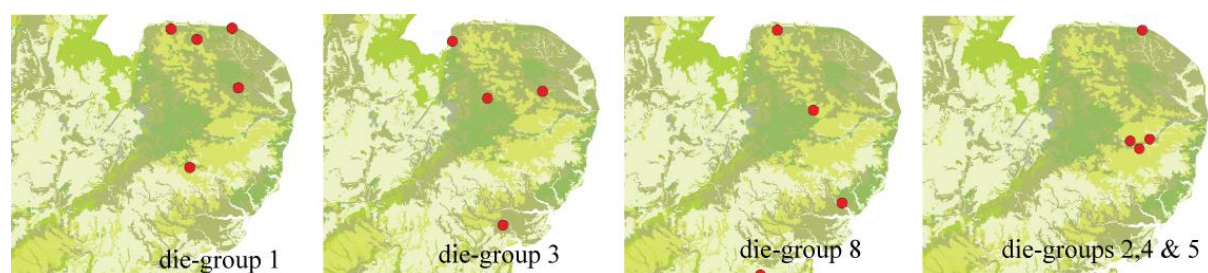 die-group 1
die-group 3
die-group 8
die-groups 2,4 & 5